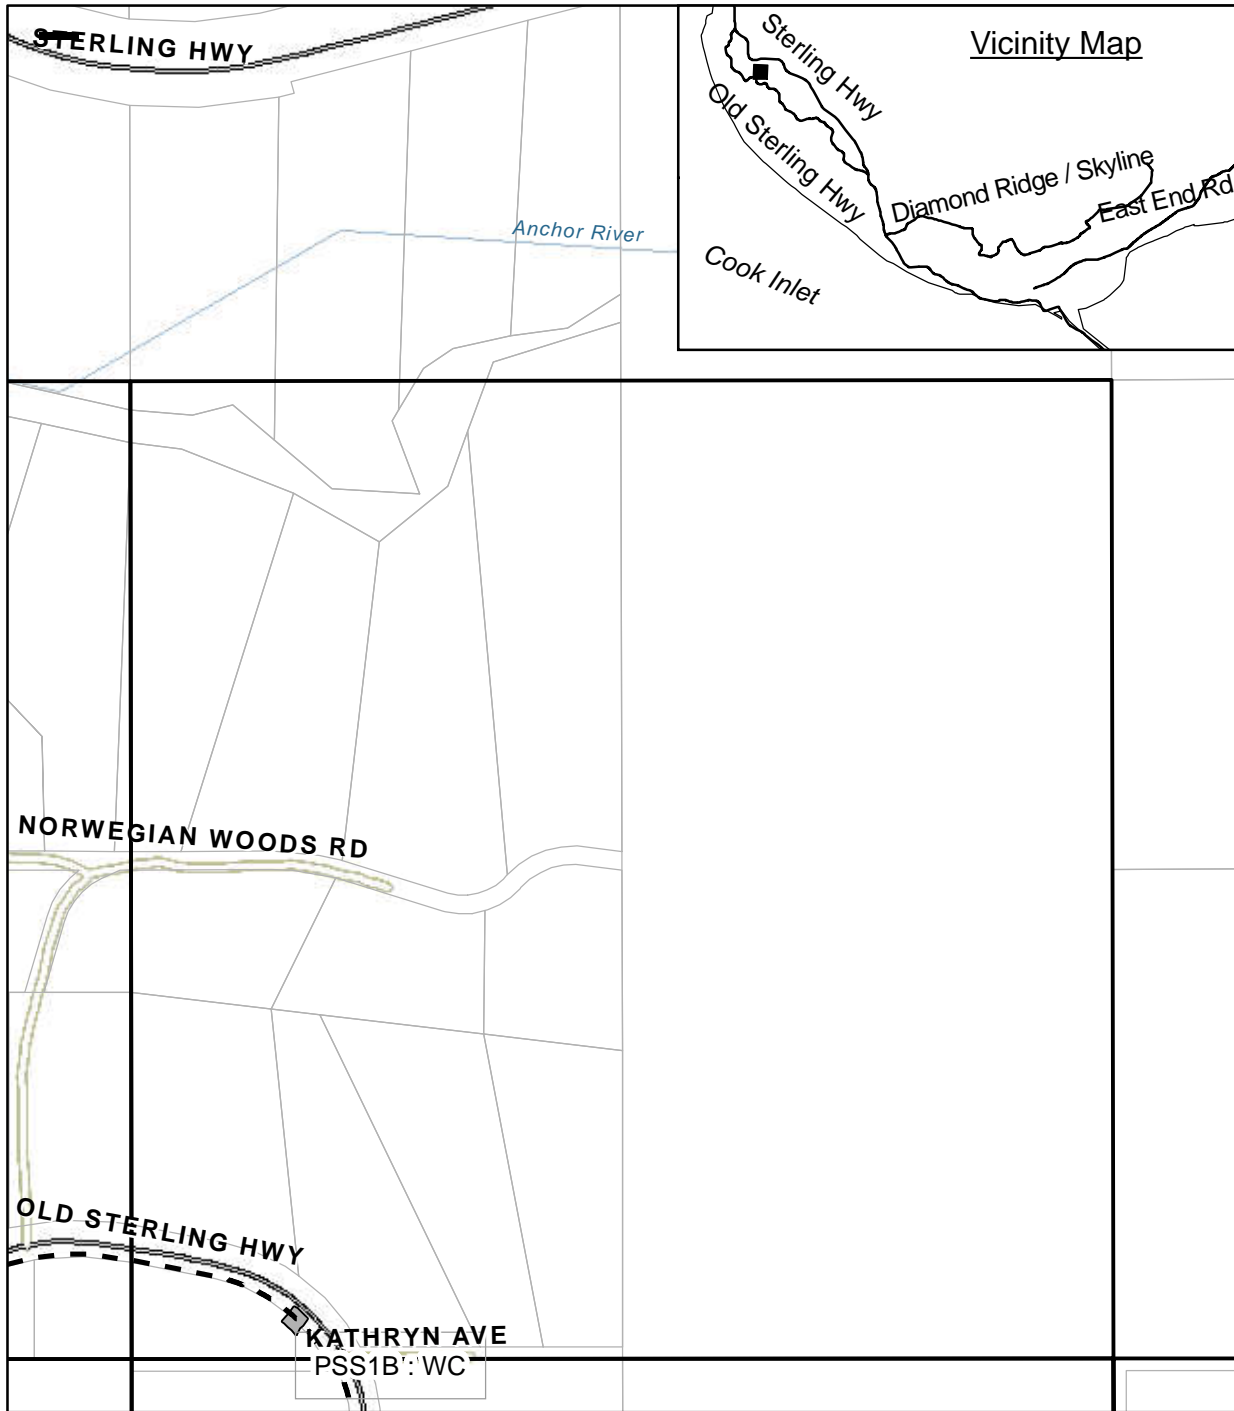 STERLING HWY
Vicinity Map
Sterling Hwy
Old Sterling Hwy
Diamond Ridge / Skyline
East End Rd
Cook Inlet
Anchor River
NORWEGIAN WOODS RD
OLD STERLING HWY
KATHRYN AVE
PSS1B': WC